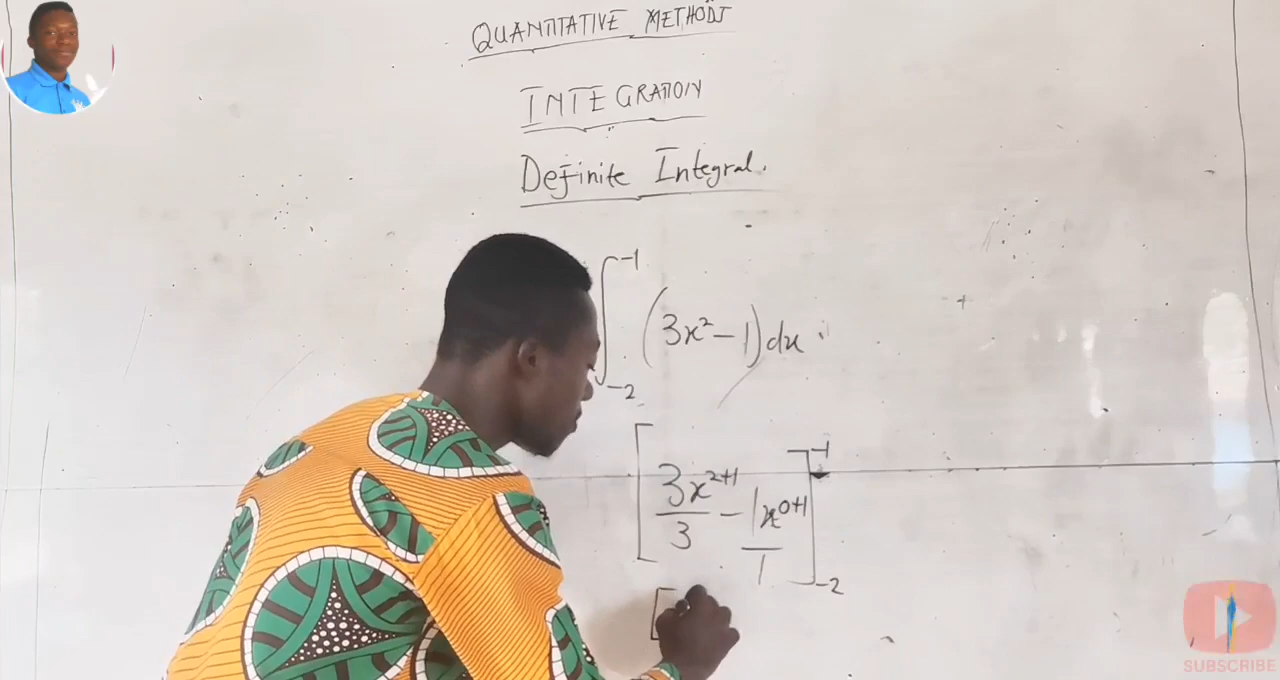 QUANTITATIVE METHODS
INTEGRATION
Definite Integral.
∫₋₂⁻¹ (3x² − 1)dx.
[3x²⁺¹/3 − 1x⁰⁺¹/1]₋₂⁻¹
[
SUBSCRIBE